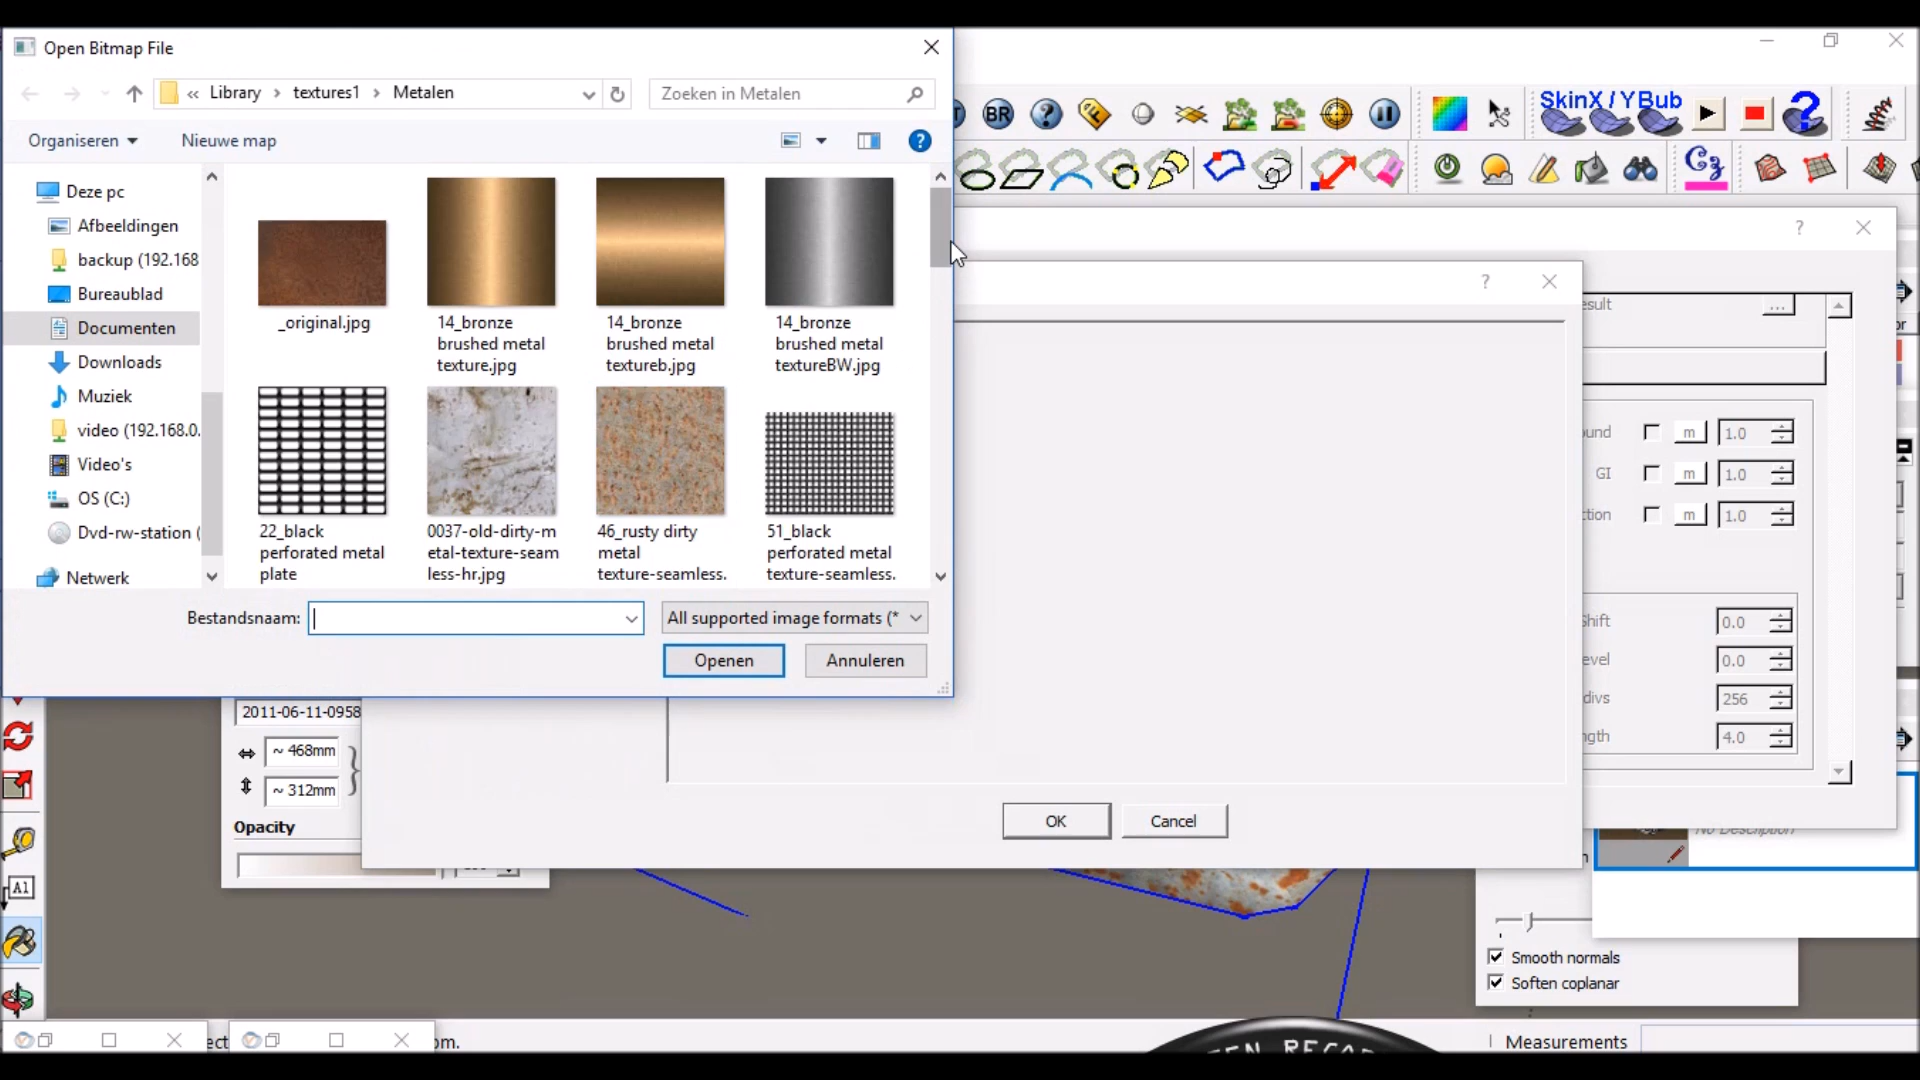 Open Bitmap File
« Library > textures1 > Metalen
Zoeken in Metalen
Organiseren
Nieuwe map
Deze pc
Afbeeldingen
backup (192.168
Bureaublad
Documenten
Downloads
Muziek
video (192.168.0.
Video's
OS (C:)
Dvd-rw-station (
Netwerk
_original.jpg
14_bronze
brushed metal
texture.jpg
14_bronze
brushed metal
textureb.jpg
14_bronze
brushed metal
textureBW.jpg
22_black
perforated metal
plate
0037-old-dirty-m
etal-texture-seam
less-hr.jpg
46_rusty dirty
metal
texture-seamless.
51_black
perforated metal
texture-seamless.
Bestandsnaam:
All supported image formats (*
Openen
Annuleren
BR
SkinX / YBub
esult
...
ound
m
1.0
GI
m
1.0
ction
m
1.0
Shift
0.0
evel
0.0
divs
256
ngth
4.0
OK
Cancel
2011-06-11-0958
~ 468mm
~ 312mm
Opacity
A1
No Description
Smooth normals
Soften coplanar
ect
om.
Measurements